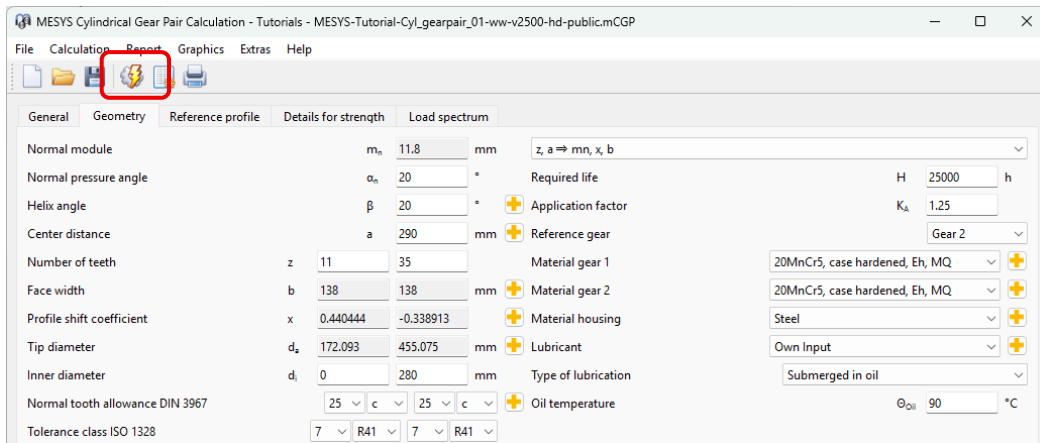 MESYS Cylindrical Gear Pair Calculation - Tutorials - MESYS-Tutorial-Cyl_gearpair_01-ww-v2500-hd-public.mCGP
File Calculation Report Graphics Extras Help
General Geometry Reference profile Details for strength Load spectrum
Normal module mn 11.8 mm z, a ⇒ mn, x, b
Normal pressure angle αn 20 ° Required life H 25000 h
Helix angle β 20 ° Application factor KA 1.25
Center distance a 290 mm Reference gear Gear 2
Number of teeth z 11 35 Material gear 1 20MnCr5, case hardened, Eh, MQ
Face width b 138 138 mm Material gear 2 20MnCr5, case hardened, Eh, MQ
Profile shift coefficient x 0.440444 -0.338913 Material housing Steel
Tip diameter da 172.093 455.075 mm Lubricant Own Input
Inner diameter di 0 280 mm Type of lubrication Submerged in oil
Normal tooth allowance DIN 3967 25 c 25 c Oil temperature ΘOil 90 °C
Tolerance class ISO 1328 7 R41 7 R41